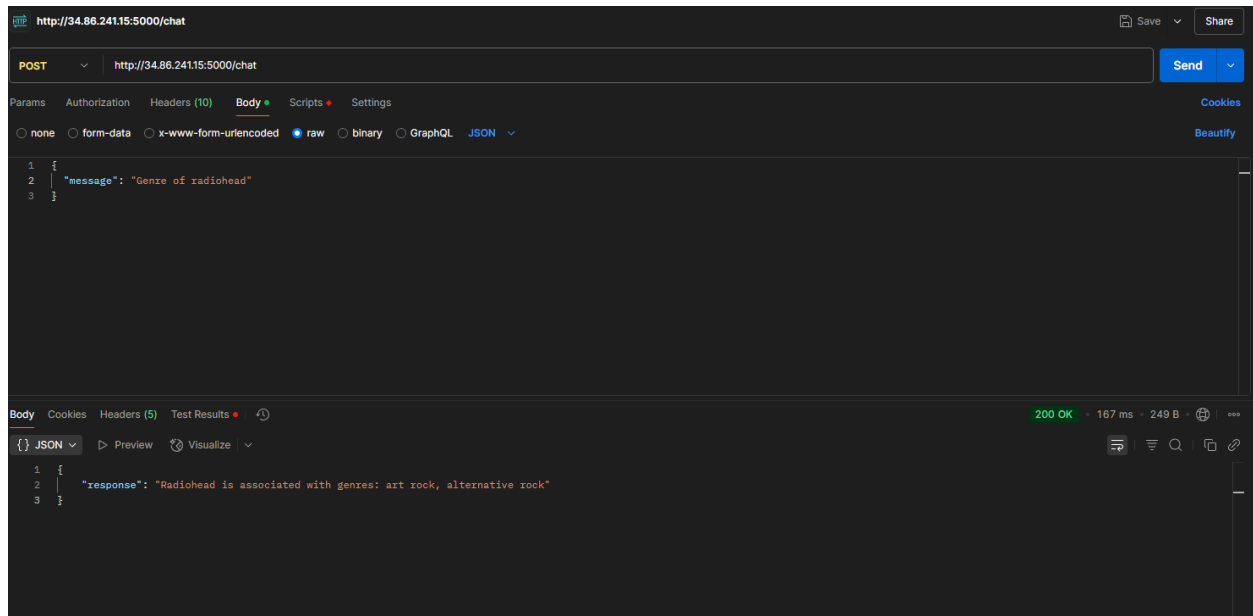 HTTP http://34.86.241.15:5000/chat Save Share
POST http://34.86.241.15:5000/chat Send
Params Authorization Headers (10) Body Scripts Settings Cookies
none form-data x-www-form-urlencoded raw binary GraphQL JSON Beautify
1 {
2 "message": "Genre of radiohead"
3 }
Body Cookies Headers (5) Test Results 200 OK 167 ms 249 B
{} JSON Preview Visualize
1 {
2 "response": "Radiohead is associated with genres: art rock, alternative rock"
3 }